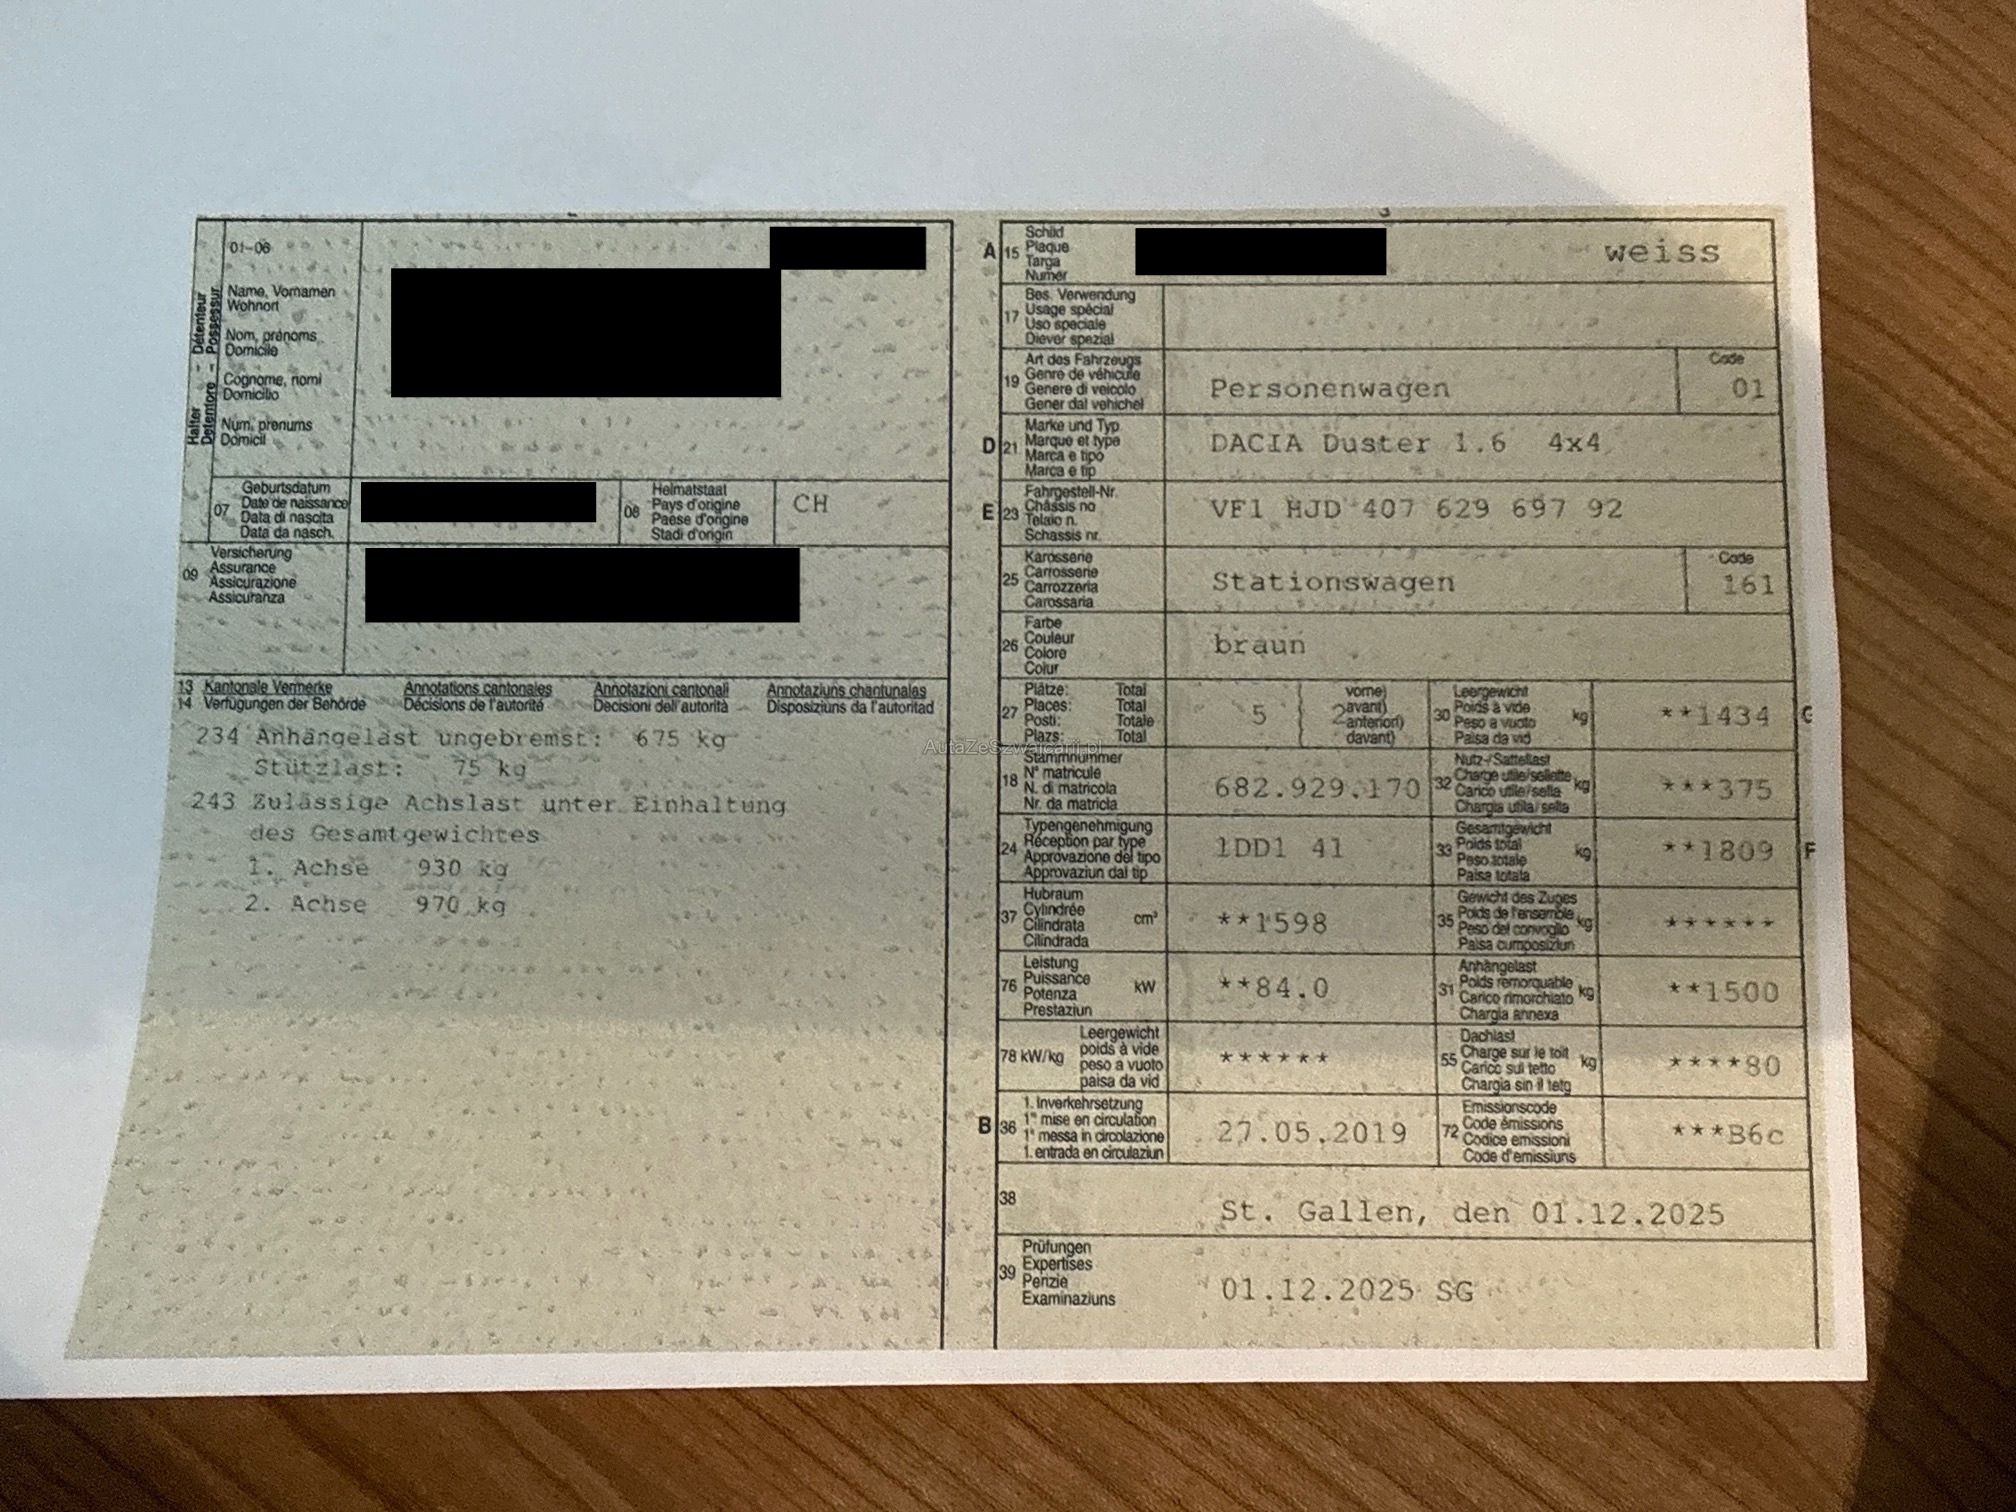 01-06
Halter - Détenteur
Detentore - Possessur
Name, Vornamen
Wohnort
Nom, prénoms
Domicile
Cognome, nomi
Domicilio
Num, prenums
Domicil
07 Geburtsdatum
Date de naissance
Data di nascita
Data da nasch.
08 Heimatstaat
Pays d'origine
Paese d'origine
Stadi d'origin
CH
09 Versicherung
Assurance
Assicurazione
Assicuranza
13 Kantonale Vermerke Annotations cantonales Annotazioni cantonali Annotaziuns chantunales
14 Verfügungen der Behörde Décisions de l'autorité Decisioni dell'autorità Disposiziuns da l'autoritad
234 Anhängelast ungebremst: 675 kg
Stützlast: 75 kg
243 Zulässige Achslast unter Einhaltung
des Gesamtgewichtes
1. Achse 930 kg
2. Achse 970 kg
3
A 15 Schild
Plaque
Targa
Numer
weiss
17 Bes. Verwendung
Usage spécial
Uso speciale
Diever spezial
19 Art des Fahrzeugs
Genre de véhicule
Genere di veicolo
Gener dal vehichel
Personenwagen
Code
01
D 21 Marke und Typ
Marque et type
Marca e tipo
Marca e tip
DACIA Duster 1.6 4x4
E 23 Fahrgestell-Nr.
Châssis no
Telaio n.
Schassis nr.
VF1 HJD 407 629 697 92
25 Karosserie
Carrosserie
Carrozzeria
Carossaria
Stationswagen
Code
161
26 Farbe
Couleur
Colore
Colur
braun
27 Plätze: Total
Places: Total
Posti: Totale
Plazs: Total
5 2
vorne)
avant)
anteriori)
davant)
30 Leergewicht
Poids à vide
Peso a vuoto
Paisa da vid
kg
**1434 G
AutaZeSzwajcarii.pl
18 Stammnummer
N° matricule
N. di matricola
Nr. da matricla
682.929.170
32 Nutz-/Sattellast
Charge utile/sellette
Carico utile/sella
Chargia utila/sella
kg
***375
24 Typengenehmigung
Réception par type
Approvazione del tipo
Approvaziun dal tip
1DD1 41
33 Gesamtgewicht
Poids total
Peso totale
Paisa totala
kg
**1809 F
37 Hubraum
Cylindrée
Cilindrata
Cilindrada
cm³
**1598
35 Gewicht des Zuges
Poids de l'ensemble
Peso del convoglio
Paisa cumposiziun
kg
******
76 Leistung
Puissance
Potenza
Prestaziun
kW
**84.0
31 Anhängelast
Poids remorquable
Carico rimorchiato
Chargia annexa
kg
**1500
78 kW/kg Leergewicht
poids à vide
peso a vuoto
paisa da vid
******
55 Dachlast
Charge sur le toit
Carico sul tetto
Chargia sin il tetg
kg
****80
B 36 1. Inverkehrsetzung
1re mise en circulation
1a messa in circolazione
1. entrada en circulaziun
27.05.2019
72 Emissionscode
Code émissions
Codice emissioni
Code d'emissiuns
***B6c
38 St. Gallen, den 01.12.2025
39 Prüfungen
Expertises
Perizie
Examinaziuns
01.12.2025 SG